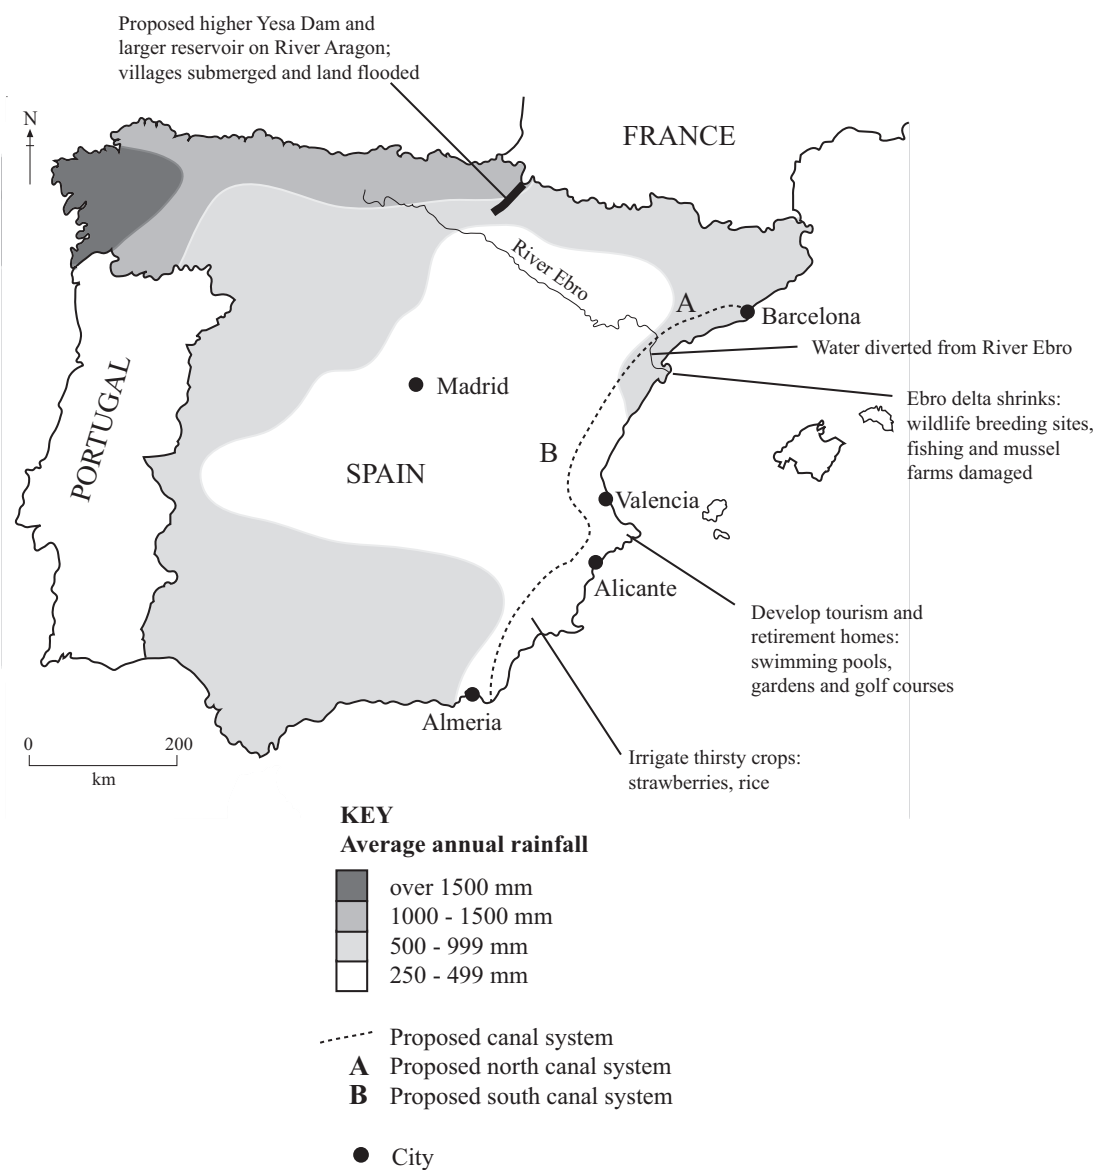 Proposed higher Yesa Dam and
larger reservoir on River Aragon;
villages submerged and land flooded
N
FRANCE
River Ebro
A
Barcelona
Water diverted from River Ebro
Madrid
Ebro delta shrinks:
wildlife breeding sites,
fishing and mussel
farms damaged
PORTUGAL
B
SPAIN
Valencia
Alicante
Develop tourism and
retirement homes:
swimming pools,
gardens and golf courses
Almeria
0 200
km
Irrigate thirsty crops:
strawberries, rice
KEY
Average annual rainfall
over 1500 mm
1000 - 1500 mm
500 - 999 mm
250 - 499 mm
Proposed canal system
A Proposed north canal system
B Proposed south canal system
City